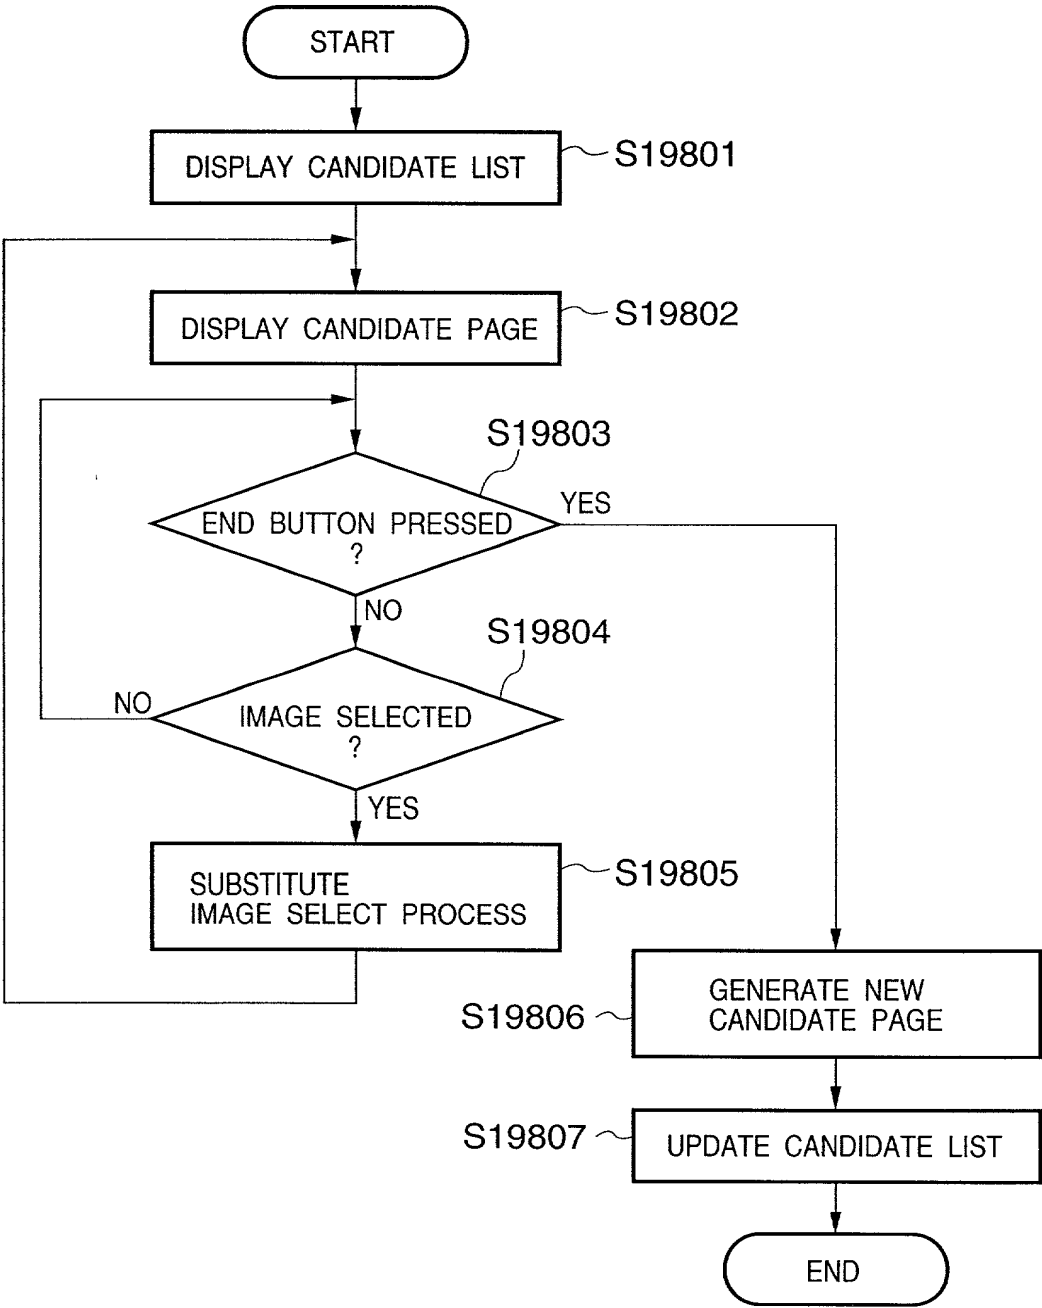 START
DISPLAY CANDIDATE LIST
S19801
DISPLAY CANDIDATE PAGE
S19802
S19803
END BUTTON PRESSED
?
YES
NO
S19804
IMAGE SELECTED
?
NO
YES
SUBSTITUTE
IMAGE SELECT PROCESS
S19805
GENERATE NEW
CANDIDATE PAGE
S19806
UPDATE CANDIDATE LIST
S19807
END